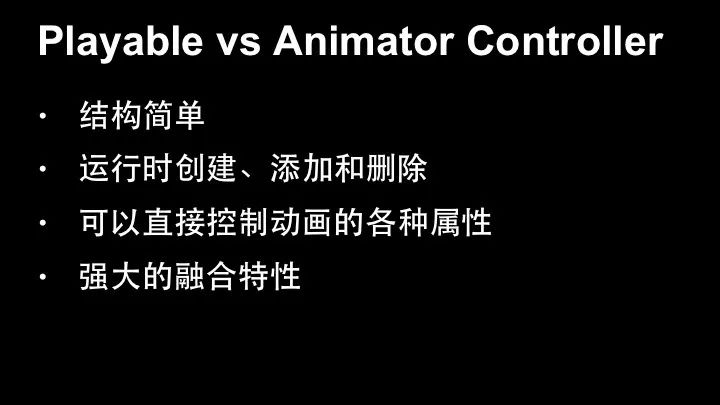 Playable vs Animator Controller
• 结构简单
• 运行时创建、添加和删除
• 可以直接控制动画的各种属性
• 强大的融合特性